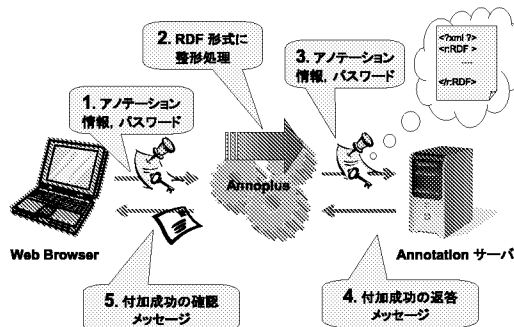 2. RDF 形式に
整形処理
3. アノテーション
情報, パスワード
<?xml ?>
<r:RDF >
....
</r:RDF>
1. アノテーション
情報, パスワード
Annoplus
Web Browser
Annotation サーバ
5. 付加成功の確認
メッセージ
4. 付加成功の返答
メッセージ